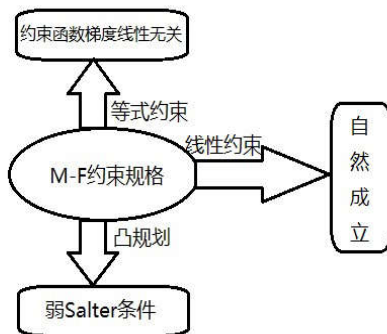 约束函数梯度线性无关
等式约束
线性约束
M-F约束规格
自然成立
凸规划
弱Salter条件